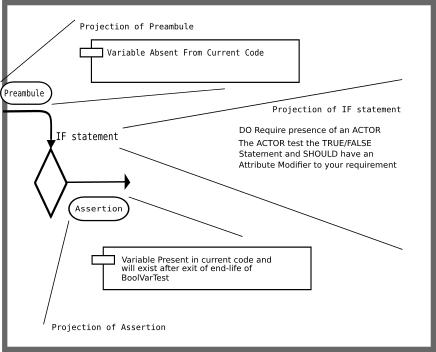 Projection of Preamble
Variable Absent From Current Code
Preambule
Projection of IF statement
IF statement
DO Require presence of an ACTOR
The ACTOR test the TRUE/FALSE
Statement and SHOULD have an
Attribute Modifier to your requirement
Assertion
Variable Present in current code and
will exist after exit of end-life of
BoolVarTest
Projection of Assertion